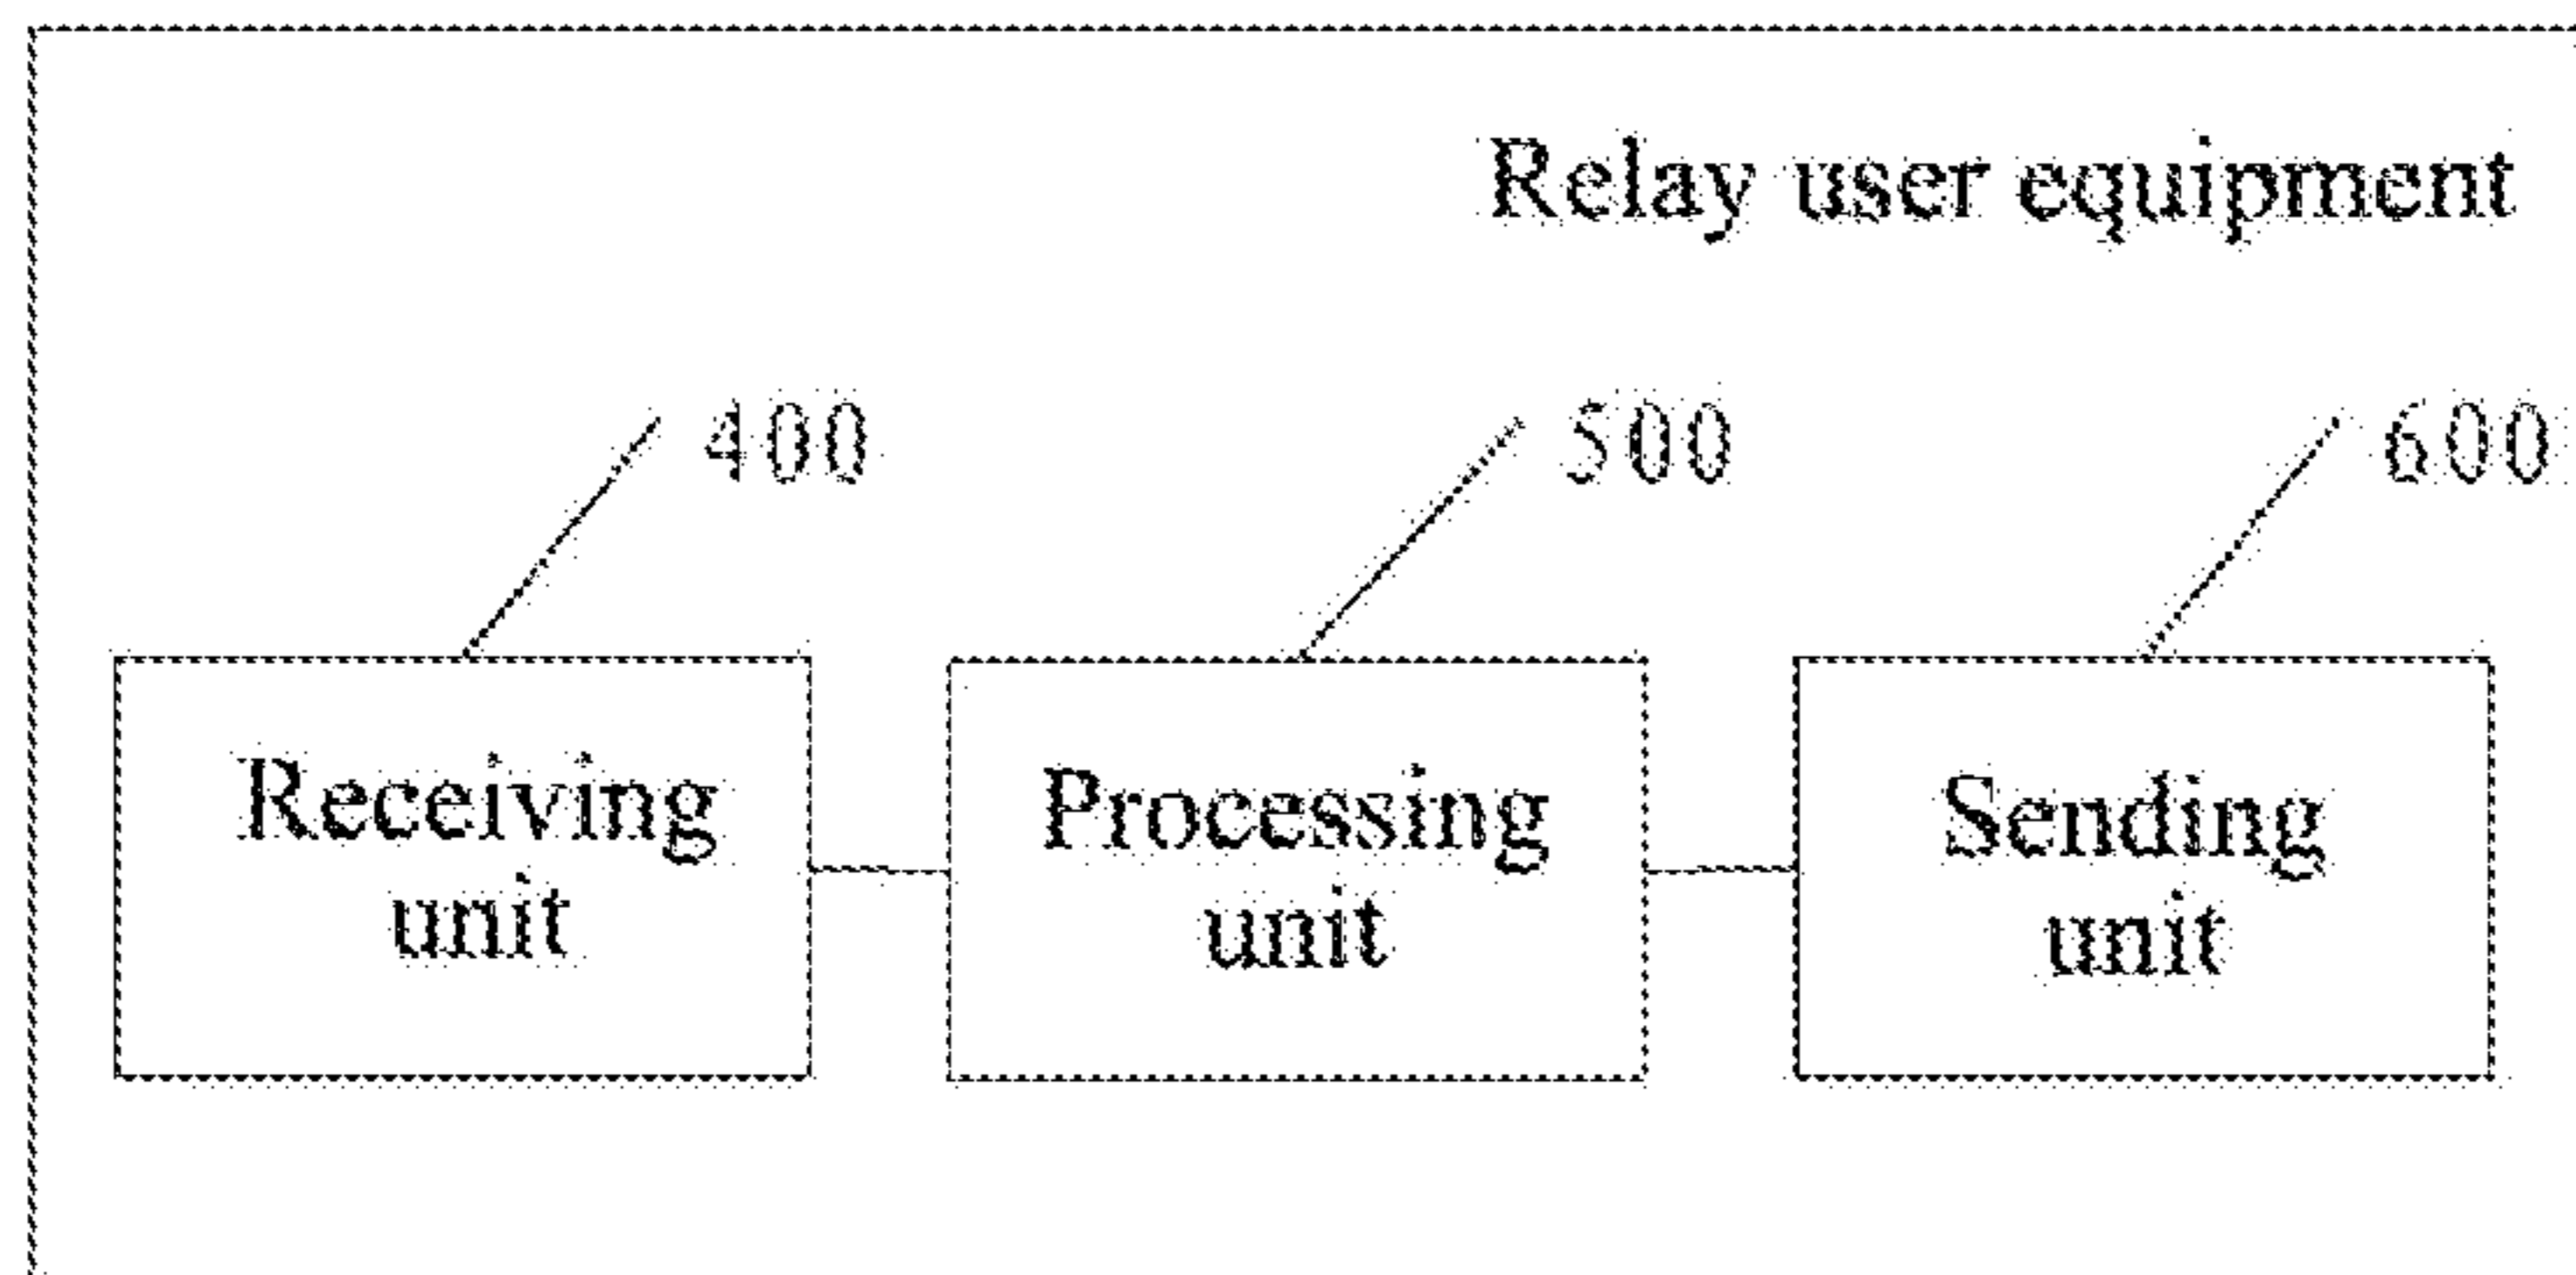 Relay user equipment
400 500 600
Receiving
unit
Processing
unit
Sending
unit